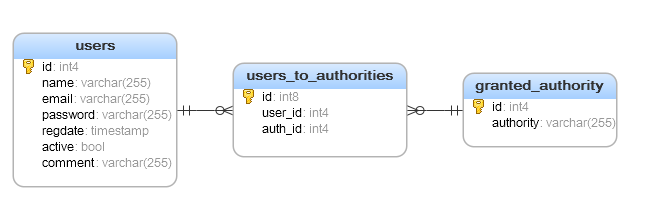 users
id: int4
name: varchar(255)
email: varchar(255)
password: varchar(255)
regdate: timestamp
active: bool
comment: varchar(255)
users_to_authorities
id: int8
user_id: int4
auth_id: int4
granted_authority
id: int4
authority: varchar(255)